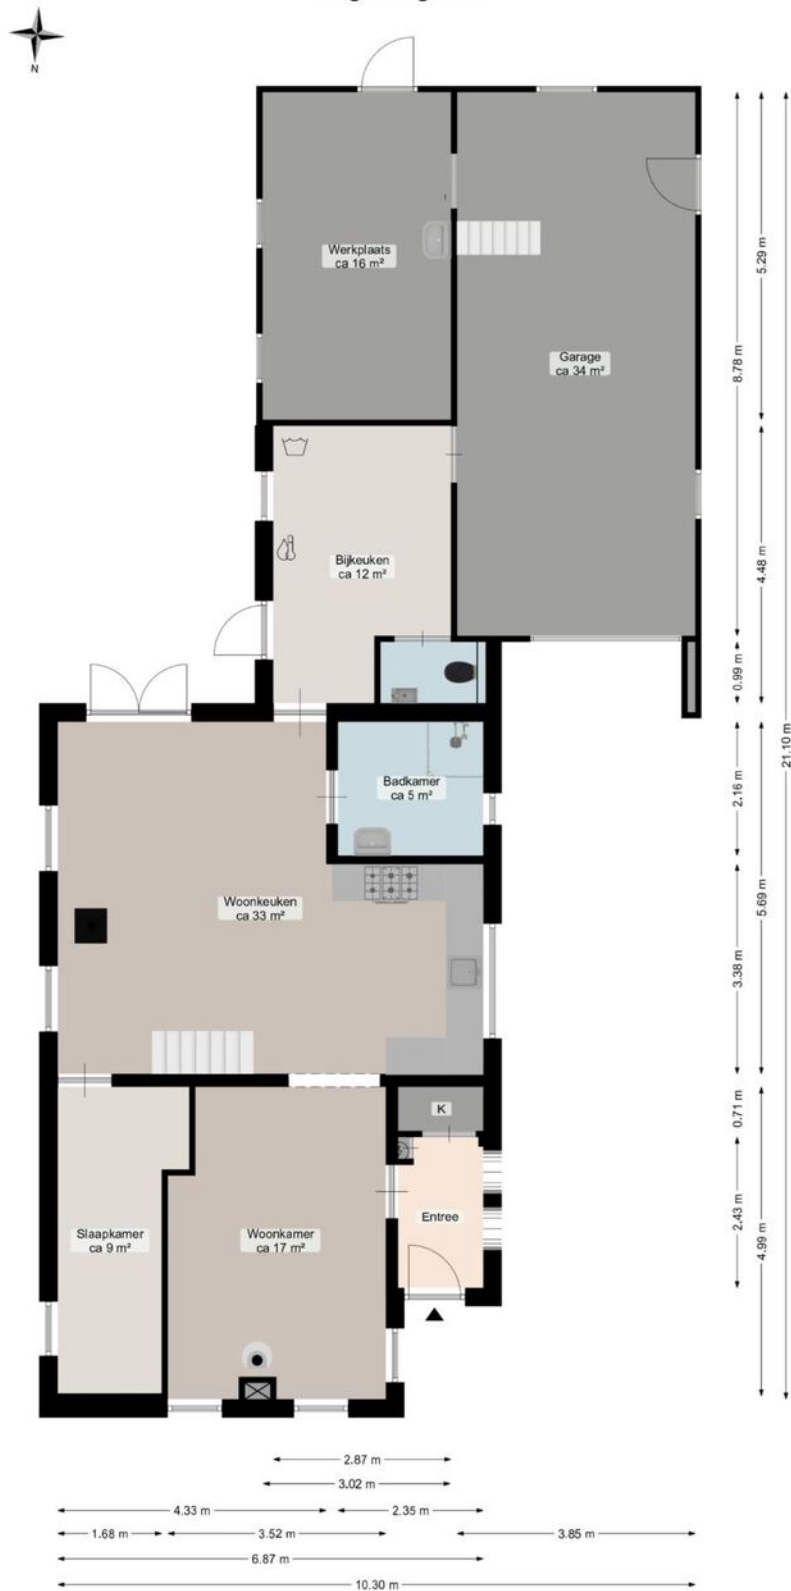 N
Werkplaats
ca 16 m²
Garage
ca 34 m²
Bijkeuken
ca 12 m²
Badkamer
ca 5 m²
Woonkeuken
ca 33 m²
K
Entree
Slaapkamer
ca 9 m²
Woonkamer
ca 17 m²
8.78 m
5.29 m
4.48 m
0.99 m
21.10 m
2.16 m
5.69 m
3.38 m
0.71 m
2.43 m
4.99 m
2.87 m
3.02 m
4.33 m
2.35 m
1.68 m
3.52 m
3.85 m
6.87 m
10.30 m